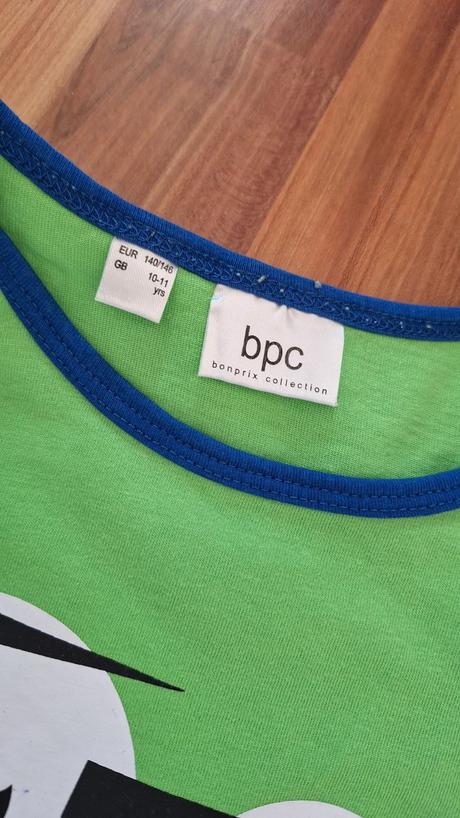 EUR 140/146
GB 10-11
yrs
bpc
bonprix collection